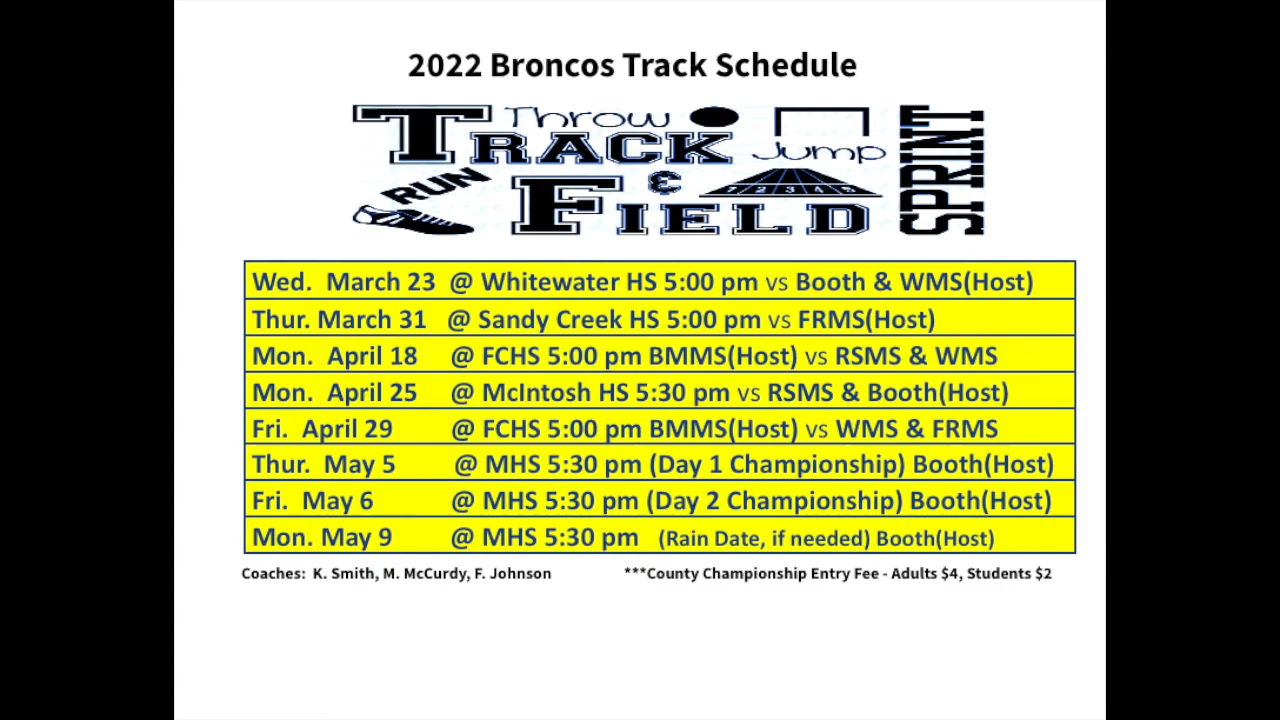 2022 Broncos Track Schedule
Throw
TRACK
Jump
SPRINT
RUN
&
1 2 3 4 5
FIELD
Wed. March 23 @ Whitewater HS 5:00 pm vs Booth & WMS(Host)
Thur. March 31 @ Sandy Creek HS 5:00 pm vs FRMS(Host)
Mon. April 18 @ FCHS 5:00 pm BMMS(Host) vs RSMS & WMS
Mon. April 25 @ McIntosh HS 5:30 pm vs RSMS & Booth(Host)
Fri. April 29 @ FCHS 5:00 pm BMMS(Host) vs WMS & FRMS
Thur. May 5 @ MHS 5:30 pm (Day 1 Championship) Booth(Host)
Fri. May 6 @ MHS 5:30 pm (Day 2 Championship) Booth(Host)
Mon. May 9 @ MHS 5:30 pm (Rain Date, if needed) Booth(Host)
Coaches: K. Smith, M. McCurdy, F. Johnson ***County Championship Entry Fee - Adults $4, Students $2